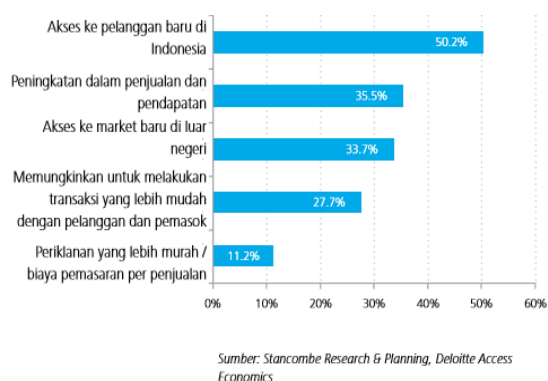 Akses ke pelanggan baru di
Indonesia
50.2%
Peningkatan dalam penjualan dan
pendapatan
35.5%
Akses ke market baru di luar
negeri
33.7%
Memungkinkan untuk melakukan
transaksi yang lebih mudah
dengan pelanggan dan pemasok
27.7%
Periklanan yang lebih murah /
biaya pemasaran per penjualan
11.2%
0% 10% 20% 30% 40% 50% 60%
Sumber: Stancombe Research & Planning, Deloitte Access
Economics